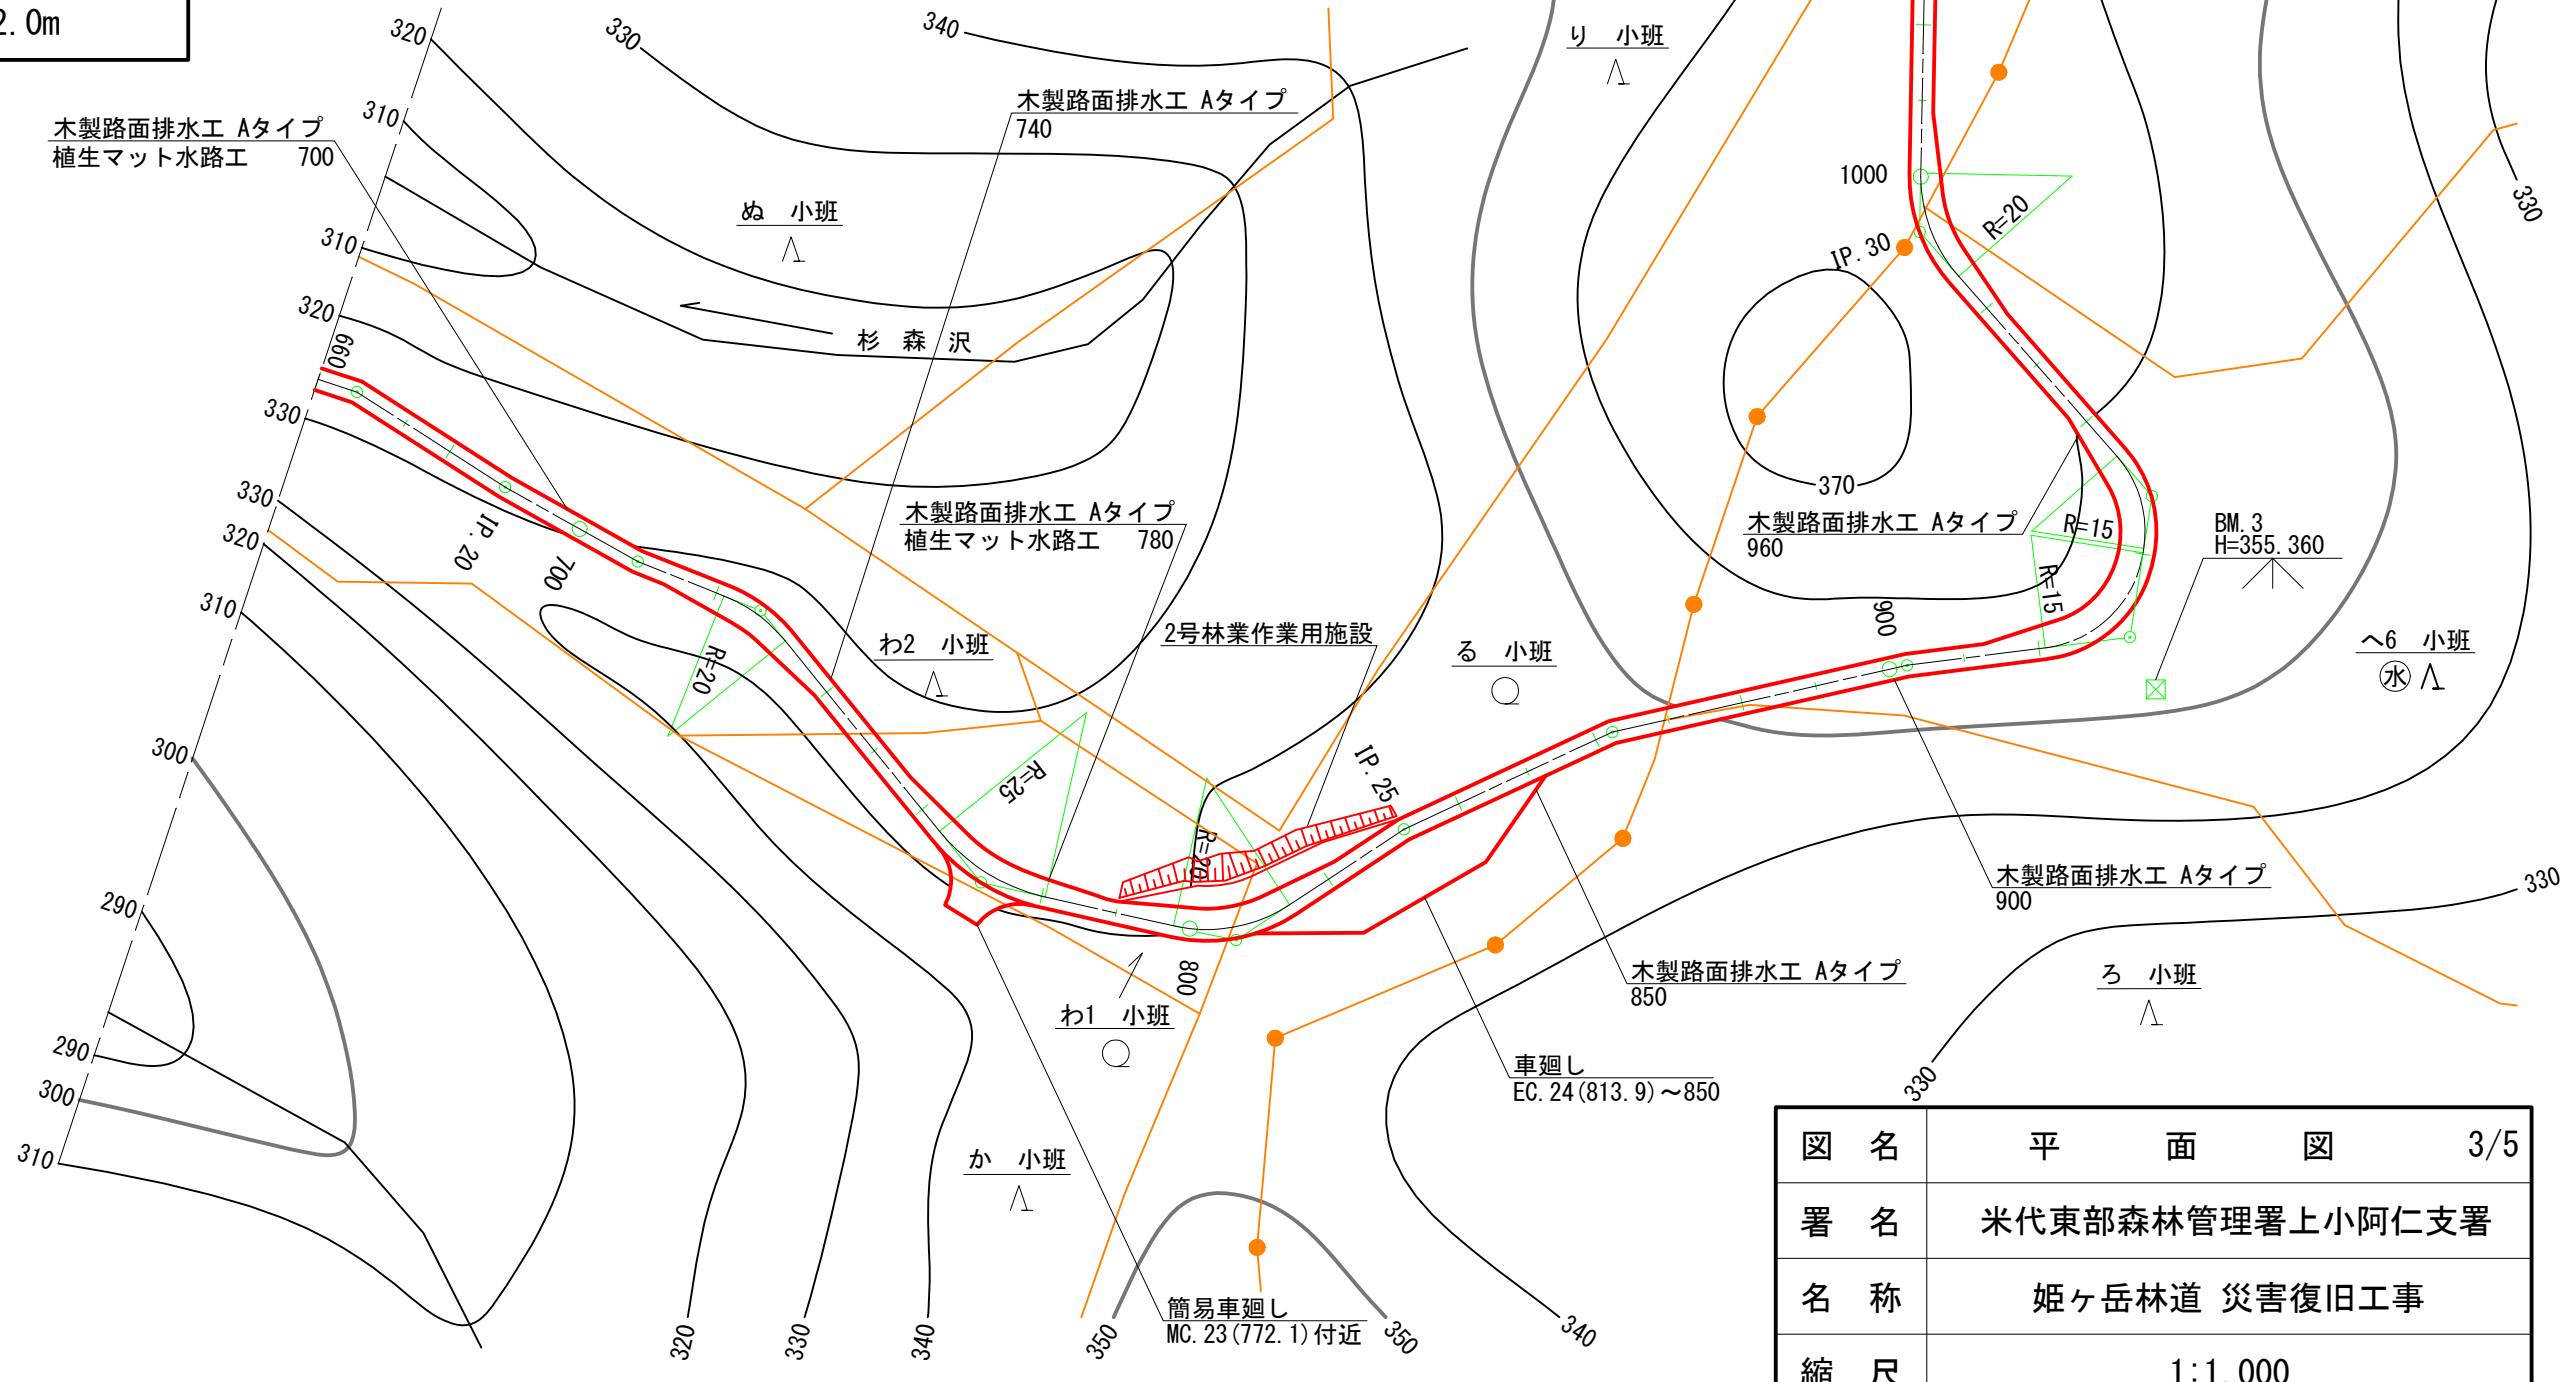 2.0m
320
330
340
り 小班
310
木製路面排水工 Aタイプ
植生マット水路工 700
木製路面排水工 Aタイプ
740
1000
R=20
330
ぬ 小班
310
IP.30
320
杉 森 沢
660
330
370
330
320
IP.20
700
木製路面排水工 Aタイプ
植生マット水路工 780
木製路面排水工 Aタイプ
960
R=15
R=15
BM.3
H=355.360
310
R=20
わ2 小班
2号林業作業用施設
る 小班
900
へ6 小班
水
300
R=25
IP.25
R=20
290
木製路面排水工 Aタイプ
900
330
800
木製路面排水工 Aタイプ
850
ろ 小班
わ1 小班
290
300
車廻し
EC.24(813.9)～850
330
310
か 小班
320
330
340
350
簡易車廻し
MC.23(772.1)付近
350
340
図 名 平 面 図 3/5
署 名 米代東部森林管理署上小阿仁支署
名 称 姫ヶ岳林道 災害復旧工事
縮 尺 1:1,000